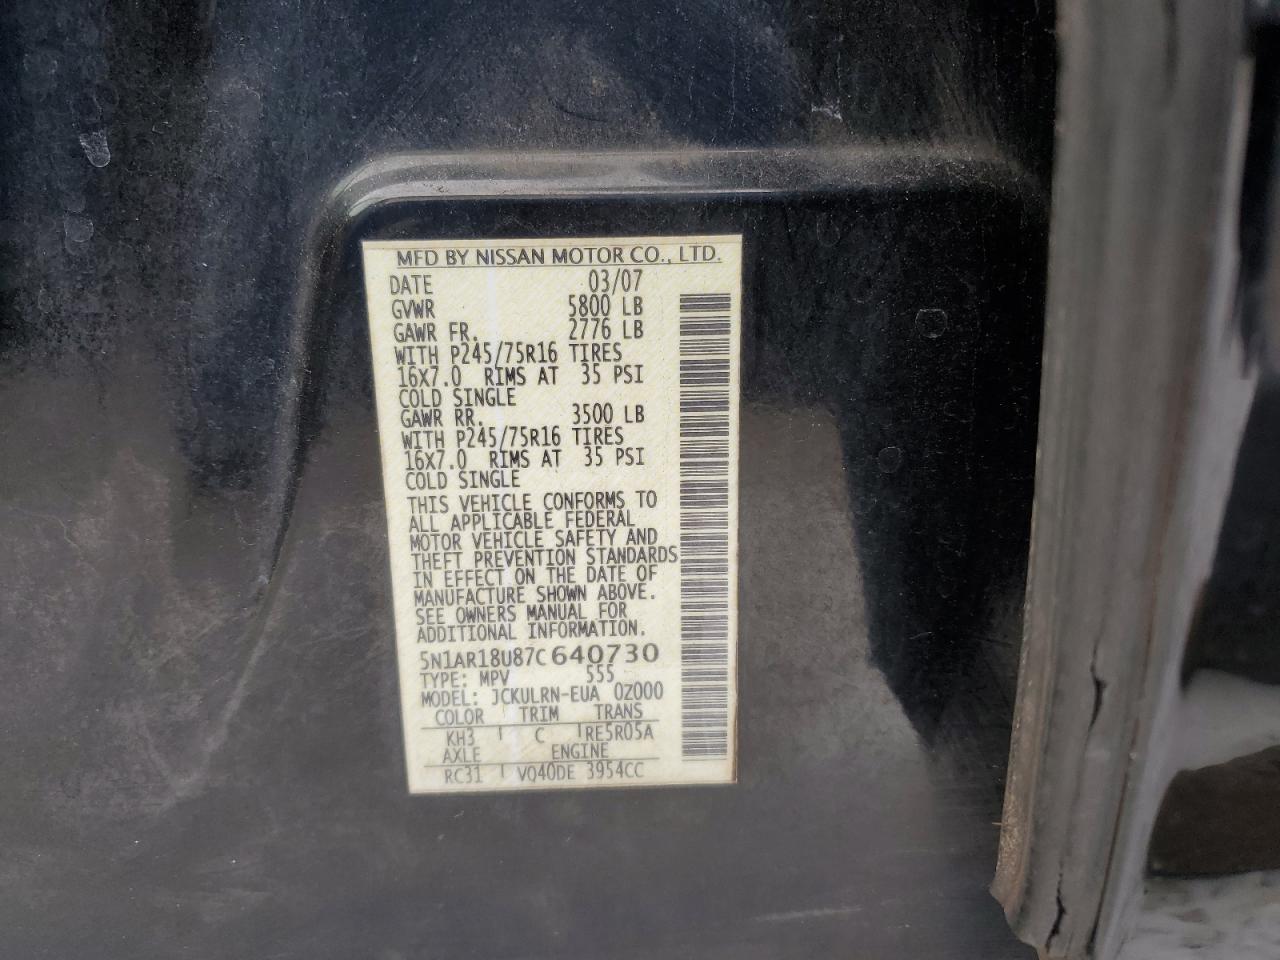 MFD BY NISSAN MOTOR CO., LTD.
DATE 03/07
GVWR 5800 LB
GAWR FR. 2776 LB
WITH P245/75R16 TIRES
16X7.0 RIMS AT 35 PSI
COLD SINGLE
GAWR RR. 3500 LB
WITH P245/75R16 TIRES
16X7.0 RIMS AT 35 PSI
COLD SINGLE
THIS VEHICLE CONFORMS TO
ALL APPLICABLE FEDERAL
MOTOR VEHICLE SAFETY AND
THEFT PREVENTION STANDARDS
IN EFFECT ON THE DATE OF
MANUFACTURE SHOWN ABOVE.
SEE OWNERS MANUAL FOR
ADDITIONAL INFORMATION.
5N1AR18U87C640730
TYPE: MPV 555
MODEL: JCKULRN-EUA 0Z000
COLOR TRIM TRANS
KH3 C RE5R05A
AXLE ENGINE
RC31 VQ40DE 3954CC